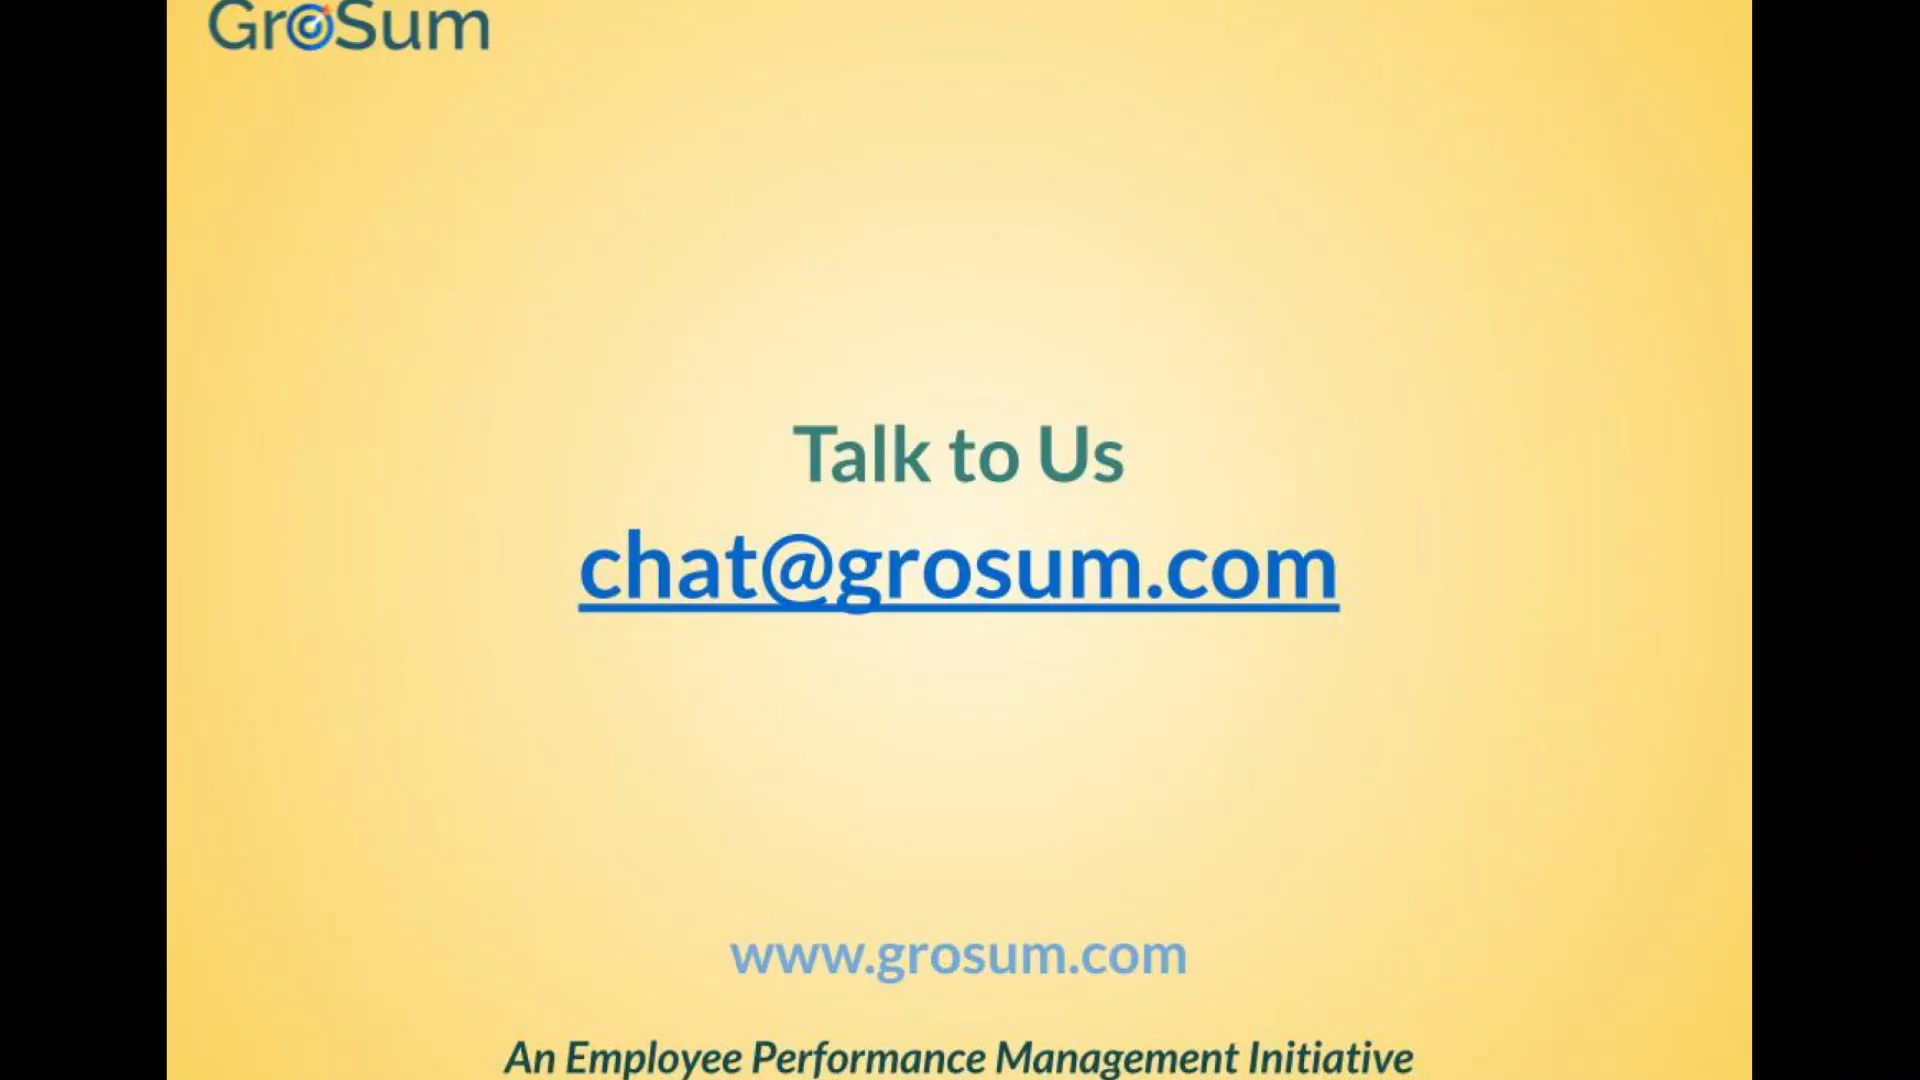 GroSum
Talk to Us
chat@grosum.com
www.grosum.com
An Employee Performance Management Initiative